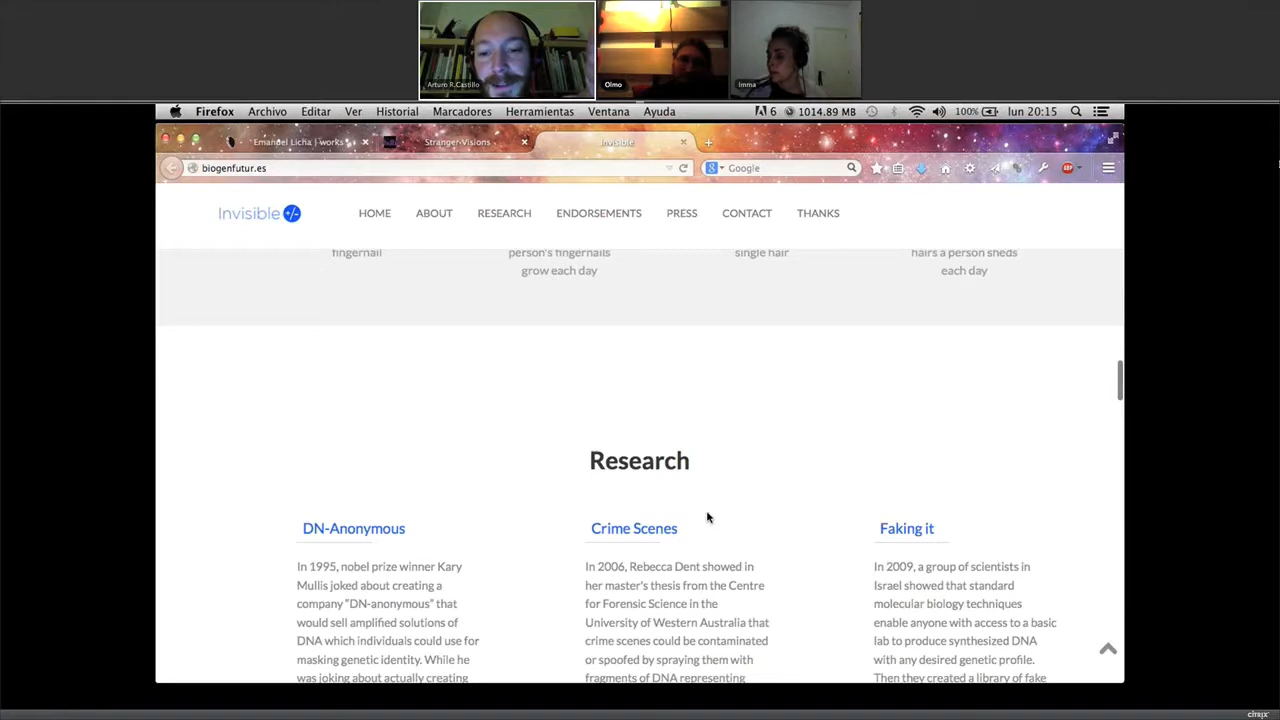 Arturo R.Castillo
Olmo
Imma
Firefox Archivo Editar Ver Historial Marcadores Herramientas Ventana Ayuda 6 1014.89 MB 100% lun 20:15
Emanuel Licha | works Stranger-Visions Invisible
biogenfutur.es Google
Invisible +/- HOME ABOUT RESEARCH ENDORSEMENTS PRESS CONTACT THANKS
fingernail
person's fingernails
grow each day
single hair
hairs a person sheds
each day
Research
DN-Anonymous
In 1995, nobel prize winner Kary
Mullis joked about creating a
company "DN-anonymous" that
would sell amplified solutions of
DNA which individuals could use for
masking genetic identity. While he
was joking about actually creating
Crime Scenes
In 2006, Rebecca Dent showed in
her master's thesis from the Centre
for Forensic Science in the
University of Western Australia that
crime scenes could be contaminated
or spoofed by spraying them with
fragments of DNA representing
Faking it
In 2009, a group of scientists in
Israel showed that standard
molecular biology techniques
enable anyone with access to a basic
lab to produce synthesized DNA
with any desired genetic profile.
Then they created a library of fake
CITRIX